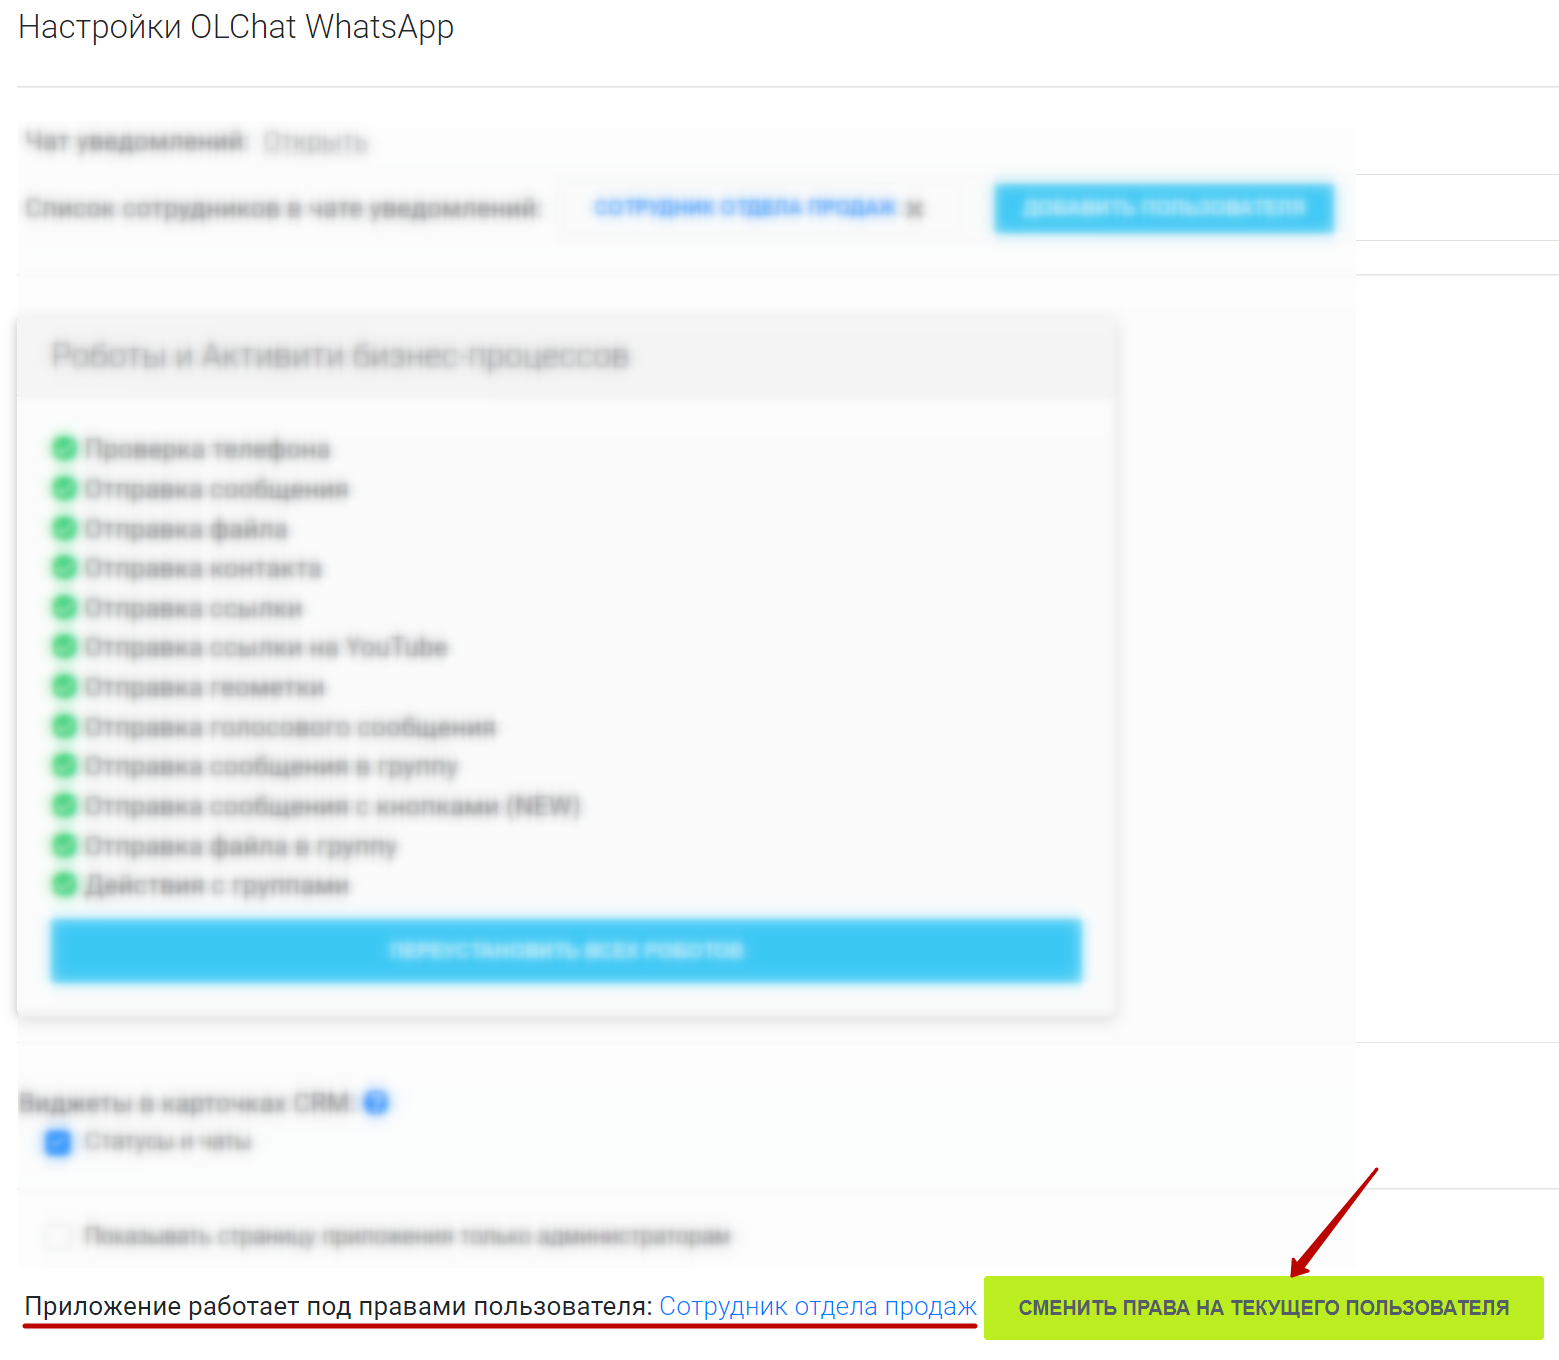 Настройки OLChat WhatsApp
Чат уведомлений: Открыть
Список сотрудников в чате уведомлений: СОТРУДНИК ОТДЕЛА ПРОДАЖ ДОБАВИТЬ ПОЛЬЗОВАТЕЛЯ
Роботы и Активити бизнес-процессов
Проверка телефона
Отправка сообщения
Отправка файла
Отправка контакта
Отправка ссылки
Отправка ссылки на YouTube
Отправка геометки
Отправка голосового сообщения
Отправка сообщения в группу
Отправка сообщения с кнопками (NEW)
Отправка файла в группу
Действия с группами
ПЕРЕУСТАНОВИТЬ ВСЕХ РОБОТОВ
Виджеты в карточках CRM: ?
Статусы и чаты
Показывать страницу приложения только администраторам
Приложение работает под правами пользователя: Сотрудник отдела продаж СМЕНИТЬ ПРАВА НА ТЕКУЩЕГО ПОЛЬЗОВАТЕЛЯ